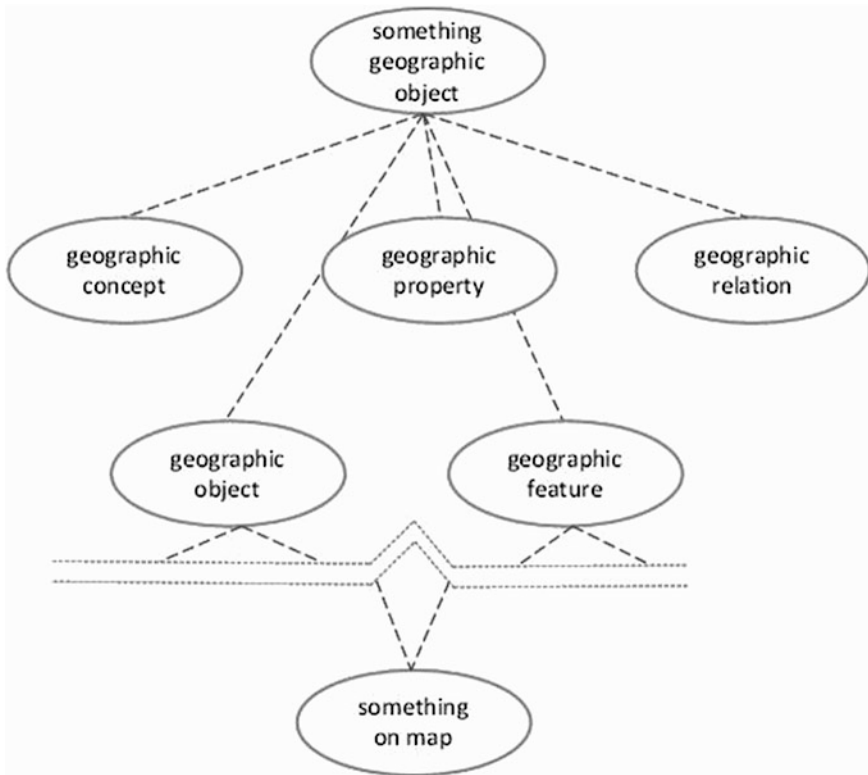 something
geographic
object
geographic
concept
geographic
property
geographic
relation
geographic
object
geographic
feature
something
on map